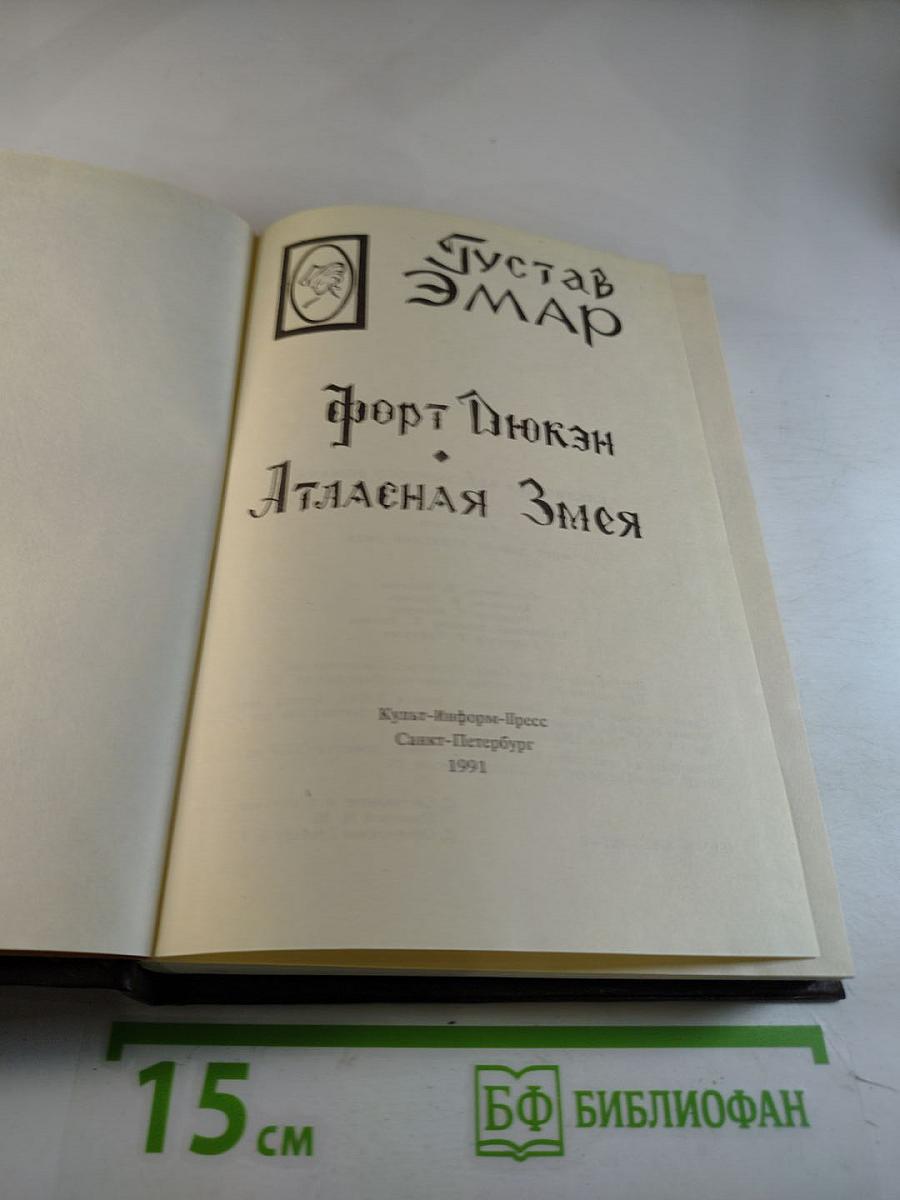 Густав
Эмар
Форт Дюкэн
Атласная Змея
Культ-Информ-Пресс
Санкт-Петербург
1991
15 см
БФ БИБЛИОФАН